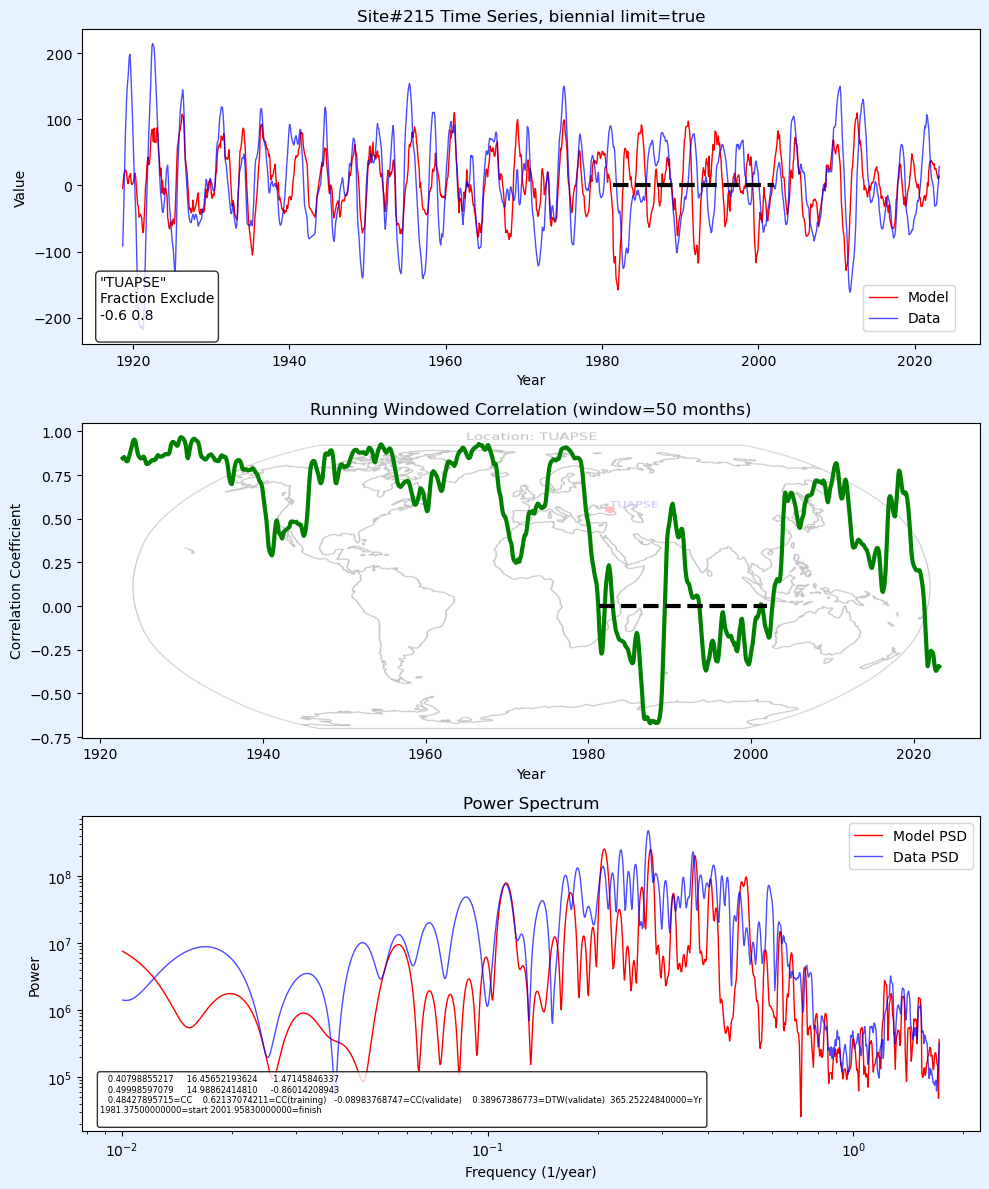 Site#215 Time Series, biennial limit=true
200
100
0
−100
−200
Value
"TUAPSE"
Fraction Exclude
-0.6 0.8
Model
Data
1920
1940
1960
1980
2000
2020
Year
Running Windowed Correlation (window=50 months)
Location: TUAPSE
TUAPSE
1.00
0.75
0.50
0.25
0.00
−0.25
−0.50
−0.75
Correlation Coefficient
1920
1940
1960
1980
2000
2020
Year
Power Spectrum
Model PSD
Data PSD
10^8
10^7
10^6
10^5
Power
0.40798855217 16.45652193624 1.47145846337
0.49998597079 14.98862414810 -0.86014208943
0.48427895715=CC 0.62137074211=CC(training) -0.08983768747=CC(validate) 0.38967386773=DTW(validate) 365.25224840000=Yr
1981.37500000000=start 2001.95830000000=finish
10^−2
10^−1
10^0
Frequency (1/year)